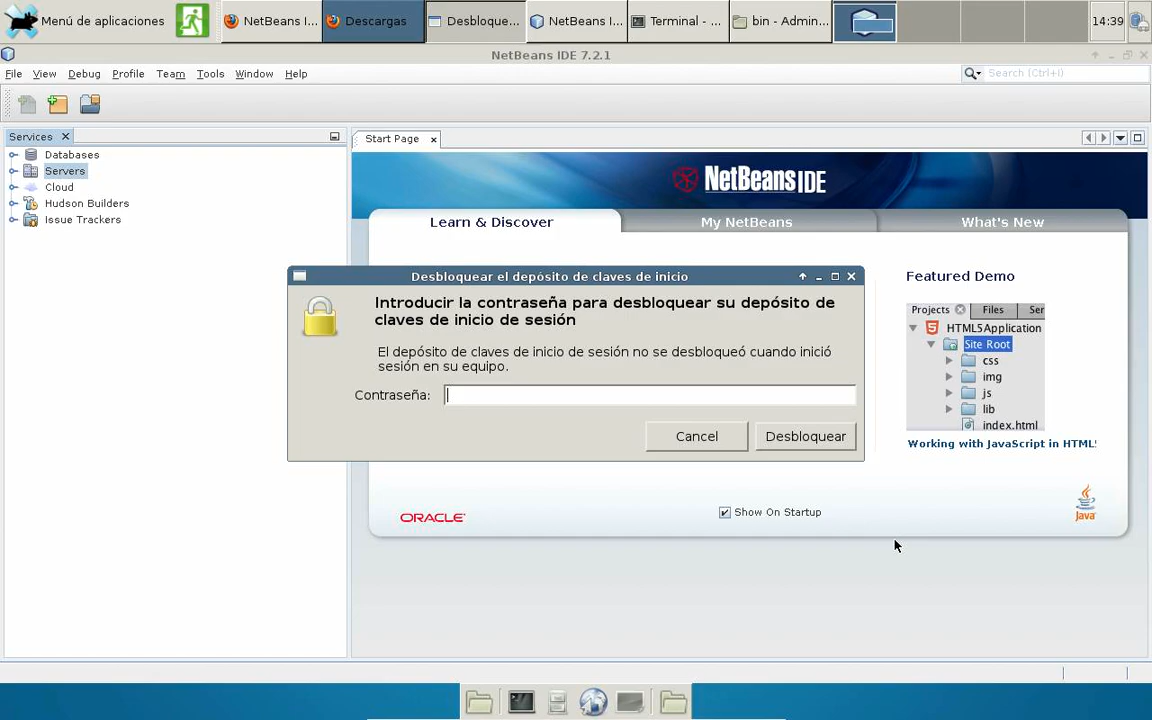 Menú de aplicaciones
NetBeans I...
Descargas
Desbloque...
NetBeans I...
Terminal - ...
bin - Admin...
14:39
NetBeans IDE 7.2.1
File View Debug Profile Team Tools Window Help
Search (Ctrl+I)
Services
Start Page
Databases
Servers
Cloud
Hudson Builders
Issue Trackers
NetBeans IDE
Learn & Discover
My NetBeans
What's New
Desbloquear el depósito de claves de inicio
Introducir la contraseña para desbloquear su depósito de
claves de inicio de sesión
El depósito de claves de inicio de sesión no se desbloqueó cuando inició
sesión en su equipo.
Contraseña:
Cancel
Desbloquear
Featured Demo
Projects
Files
Ser
HTML5Application
Site Root
css
img
js
lib
index.html
Working with JavaScript in HTML!
ORACLE
Show On Startup
Java